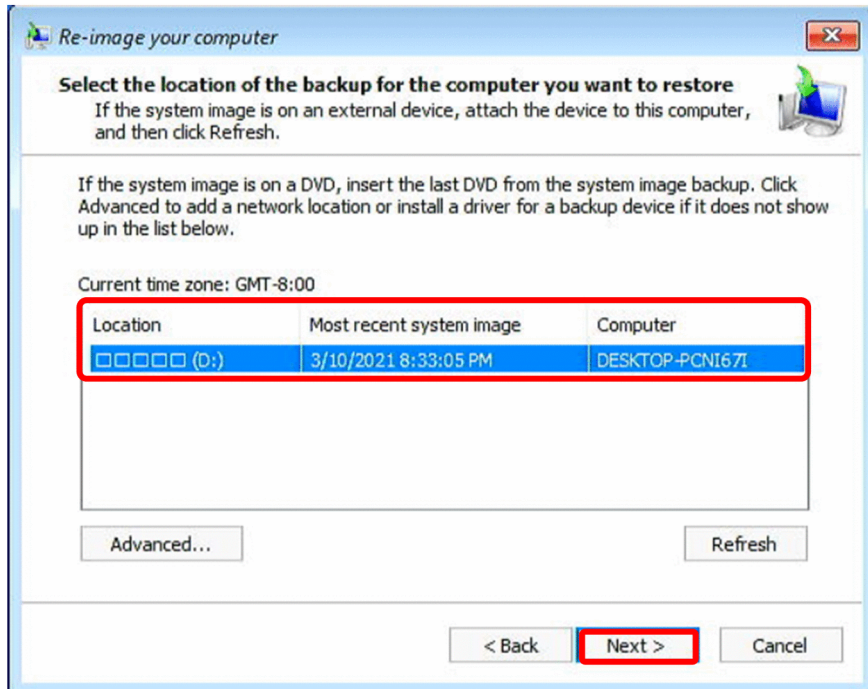 Re-image your computer
Select the location of the backup for the computer you want to restore
If the system image is on an external device, attach the device to this computer,
and then click Refresh.
If the system image is on a DVD, insert the last DVD from the system image backup. Click
Advanced to add a network location or install a driver for a backup device if it does not show
up in the list below.
Current time zone: GMT-8:00
Location Most recent system image Computer
□□□□□ (D:) 3/10/2021 8:33:05 PM DESKTOP-PCNI67I
Advanced... Refresh
< Back Next > Cancel